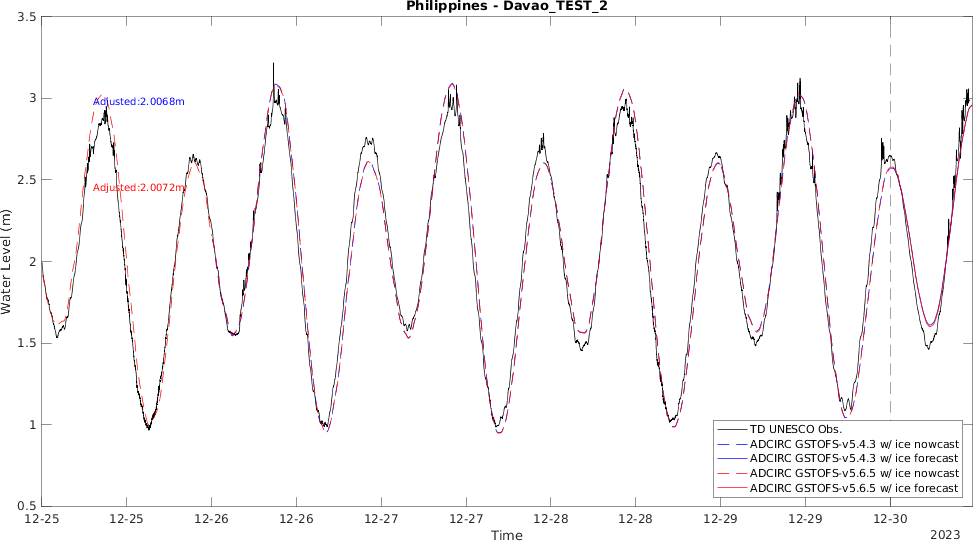 Philippines - Davao_TEST_2
3.5
3
2.5
2
1.5
1
0.5
Water Level (m)
Adjusted:2.0068m
Adjusted:2.0072m
TD UNESCO Obs.
ADCIRC GSTOFS-v5.4.3 w/ ice nowcast
ADCIRC GSTOFS-v5.4.3 w/ ice forecast
ADCIRC GSTOFS-v5.6.5 w/ ice nowcast
ADCIRC GSTOFS-v5.6.5 w/ ice forecast
12-25 12-25 12-26 12-26 12-27 12-27 12-28 12-28 12-29 12-29 12-30
Time
2023